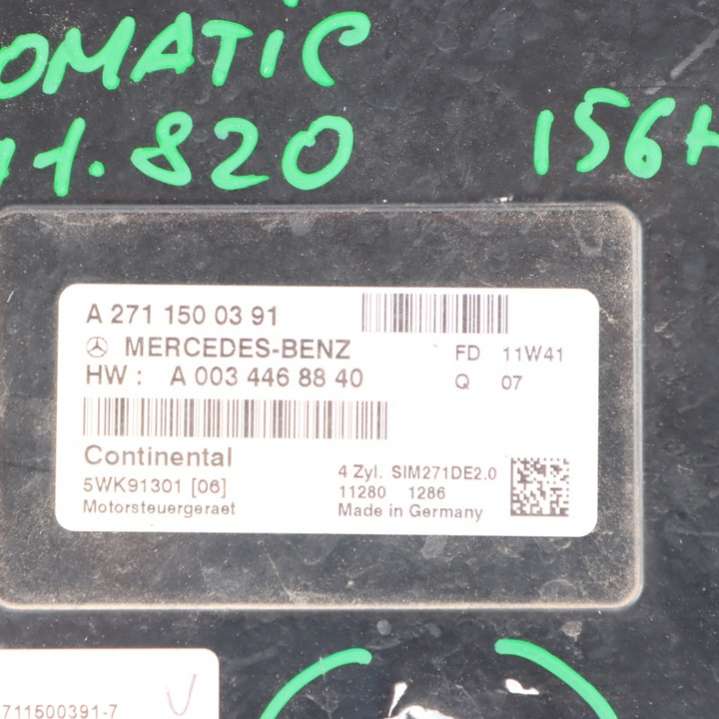 OMATIC
1.820 156
A 271 150 03 91
MERCEDES-BENZ FD 11W41
HW : A 003 446 88 40 Q 07
Continental
4 Zyl. SIM271DE2.0
5WK91301 [06] 11280 1286
Motorsteuergeraet Made in Germany
711500391-7